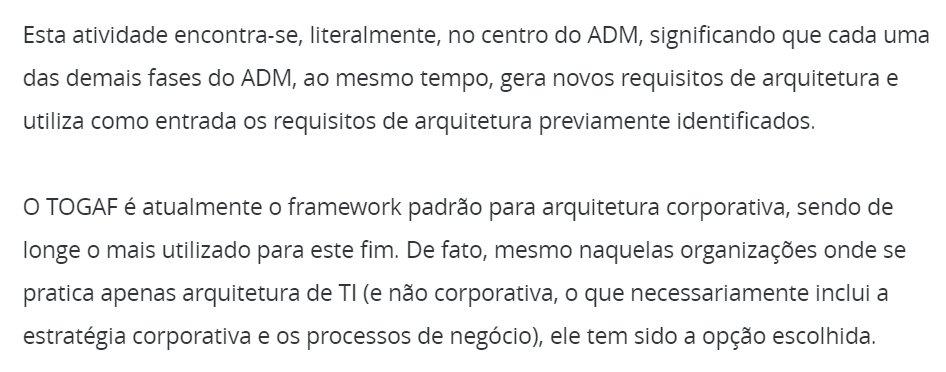 Esta atividade encontra-se, literalmente, no centro do ADM, significando que cada uma
das demais fases do ADM, ao mesmo tempo, gera novos requisitos de arquitetura e
utiliza como entrada os requisitos de arquitetura previamente identificados.
O TOGAF é atualmente o framework padrão para arquitetura corporativa, sendo de
longe o mais utilizado para este fim. De fato, mesmo naquelas organizações onde se
pratica apenas arquitetura de TI (e não corporativa, o que necessariamente inclui a
estratégia corporativa e os processos de negócio), ele tem sido a opção escolhida.